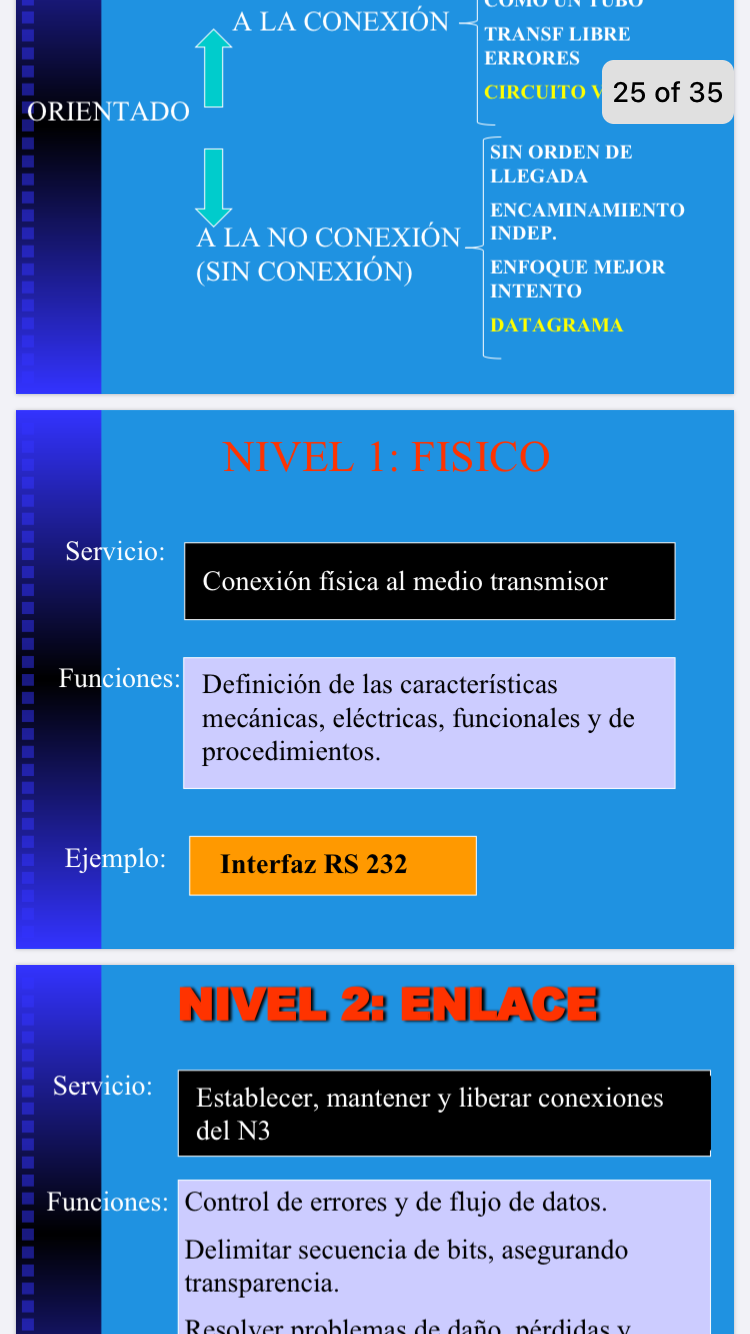 COMO UN TUBO
A LA CONEXIÓN
TRANSF LIBRE
ERRORES
CIRCUITO
25 of 35
ORIENTADO
SIN ORDEN DE
LLEGADA
ENCAMINAMIENTO
INDEP.
A LA NO CONEXIÓN
(SIN CONEXIÓN)
ENFOQUE MEJOR
INTENTO
DATAGRAMA
NIVEL 1: FISICO
Servicio:
Conexión física al medio transmisor
Funciones:
Definición de las características
mecánicas, eléctricas, funcionales y de
procedimientos.
Ejemplo:
Interfaz RS 232
NIVEL 2: ENLACE
Servicio:
Establecer, mantener y liberar conexiones
del N3
Funciones:
Control de errores y de flujo de datos.
Delimitar secuencia de bits, asegurando
transparencia.
Resolver problemas de daño, pérdidas y